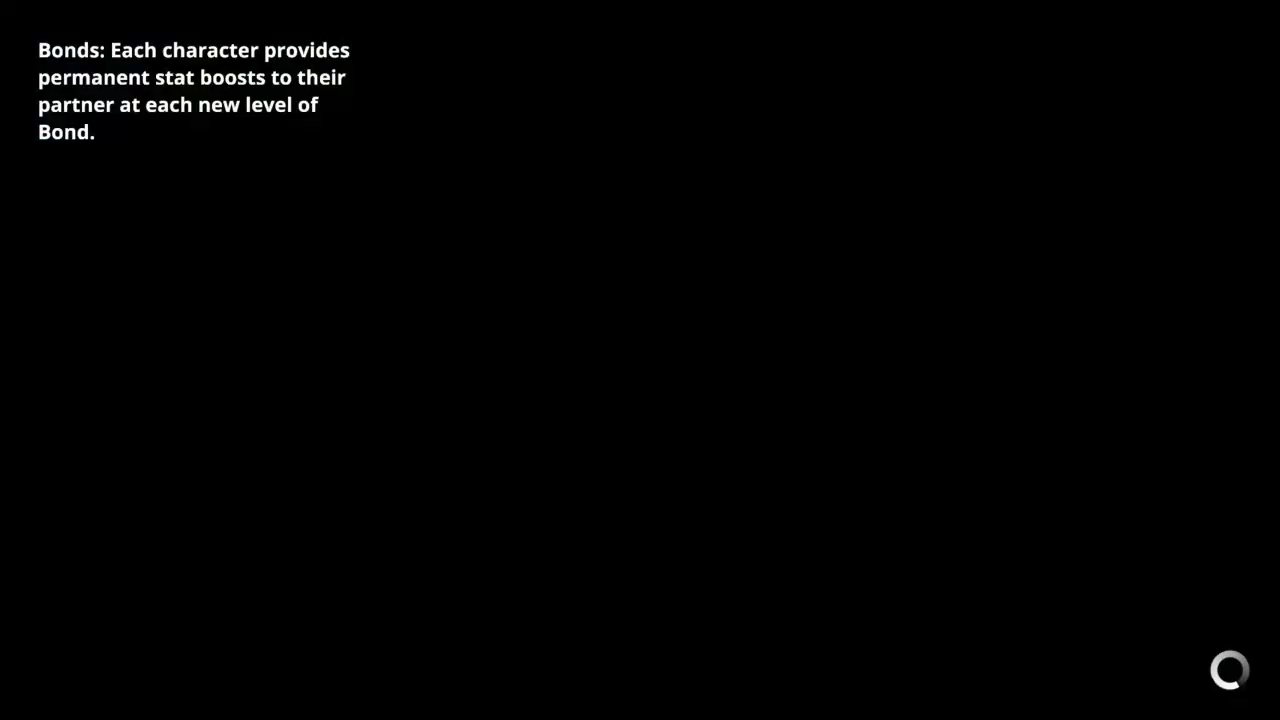 Bonds: Each character provides
permanent stat boosts to their
partner at each new level of
Bond.